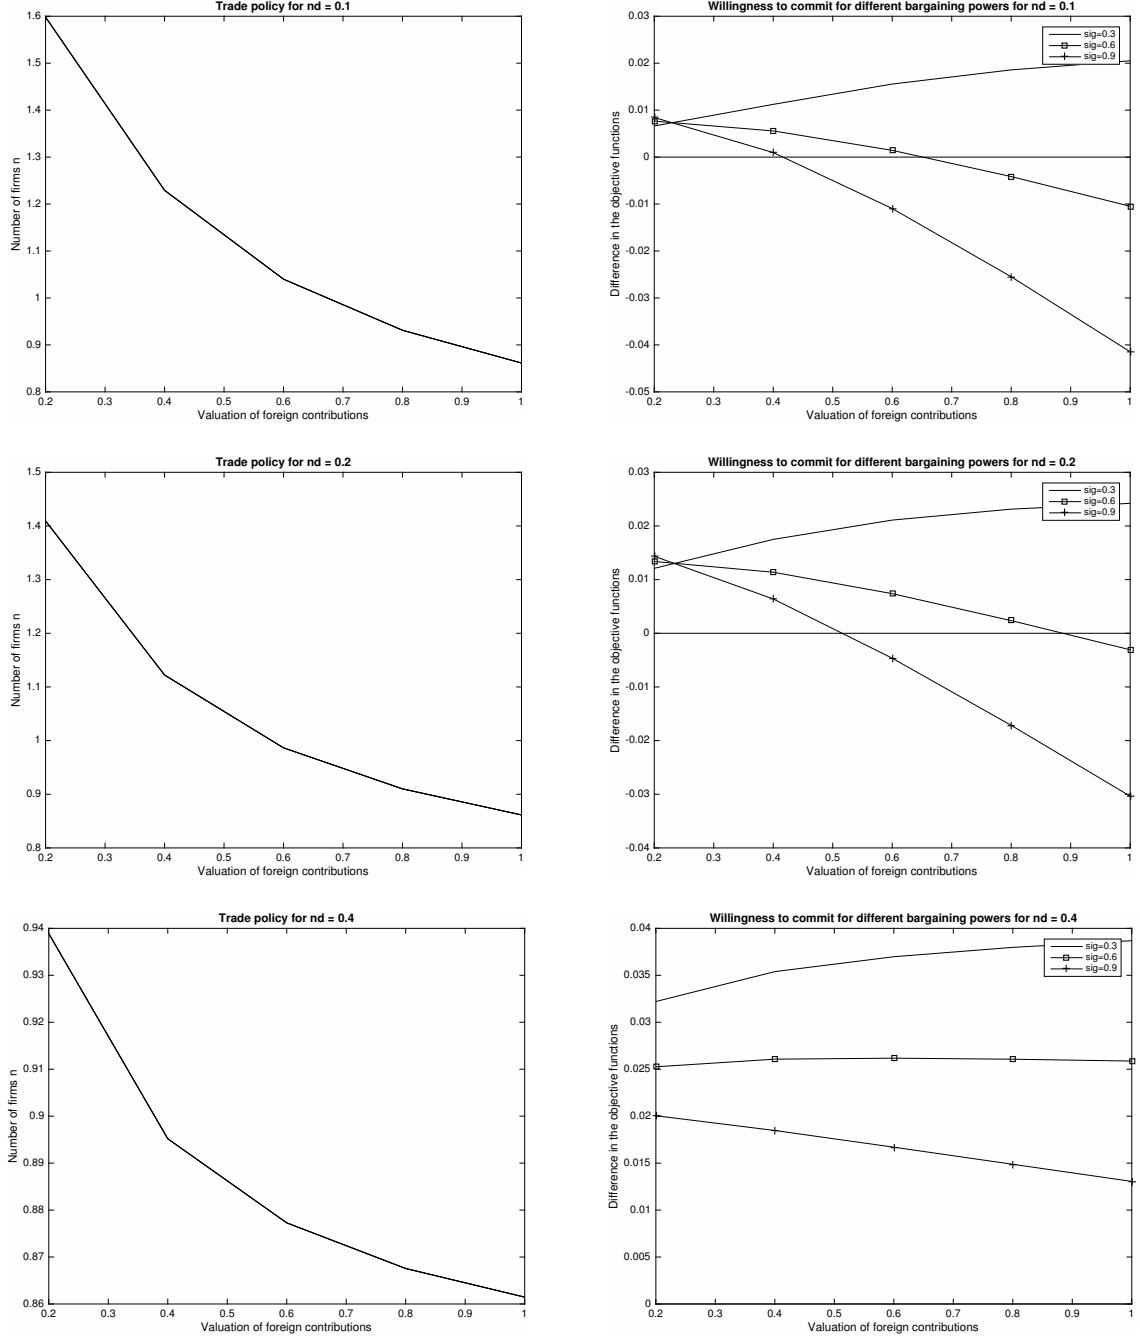 Trade policy for nd = 0.1
1.6
1.5
1.4
1.3
1.2
1.1
1
0.9
0.8
Number of firms n
0.2 0.3 0.4 0.5 0.6 0.7 0.8 0.9 1
Valuation of foreign contributions
Willingness to commit for different bargaining powers for nd = 0.1
sig=0.3
sig=0.6
sig=0.9
0.03
0.02
0.01
0
-0.01
-0.02
-0.03
-0.04
-0.05
Difference in the objective functions
0.2 0.3 0.4 0.5 0.6 0.7 0.8 0.9 1
Valuation of foreign contributions
Trade policy for nd = 0.2
1.5
1.4
1.3
1.2
1.1
1
0.9
0.8
Number of firms n
0.2 0.3 0.4 0.5 0.6 0.7 0.8 0.9 1
Valuation of foreign contributions
Willingness to commit for different bargaining powers for nd = 0.2
sig=0.3
sig=0.6
sig=0.9
0.03
0.02
0.01
0
-0.01
-0.02
-0.03
-0.04
Difference in the objective functions
0.2 0.3 0.4 0.5 0.6 0.7 0.8 0.9 1
Valuation of foreign contributions
Trade policy for nd = 0.4
0.94
0.93
0.92
0.91
0.9
0.89
0.88
0.87
0.86
Number of firms n
0.2 0.3 0.4 0.5 0.6 0.7 0.8 0.9 1
Valuation of foreign contributions
Willingness to commit for different bargaining powers for nd = 0.4
sig=0.3
sig=0.6
sig=0.9
0.04
0.035
0.03
0.025
0.02
0.015
0.01
0.005
0
Difference in the objective functions
0.2 0.3 0.4 0.5 0.6 0.7 0.8 0.9 1
Valuation of foreign contributions